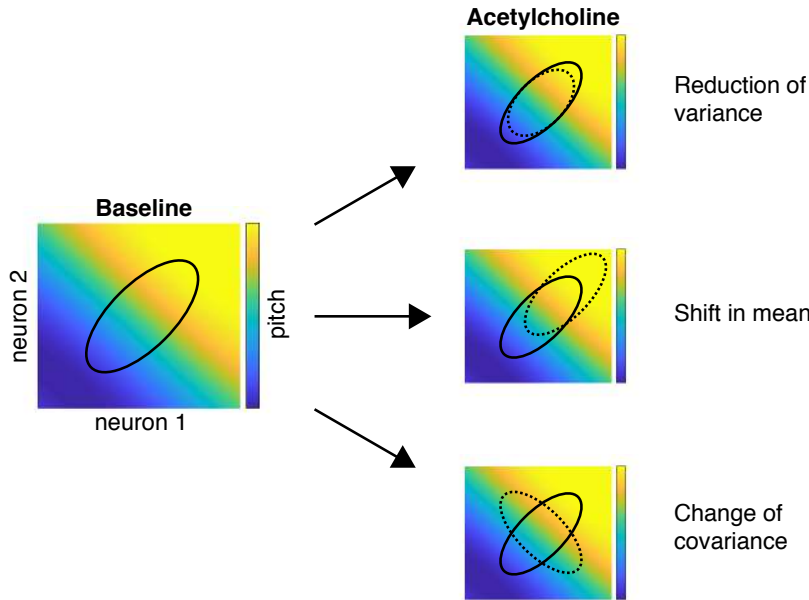 Acetylcholine
Reduction of
variance
Baseline
neuron 2
pitch
neuron 1
Shift in mean
Change of
covariance